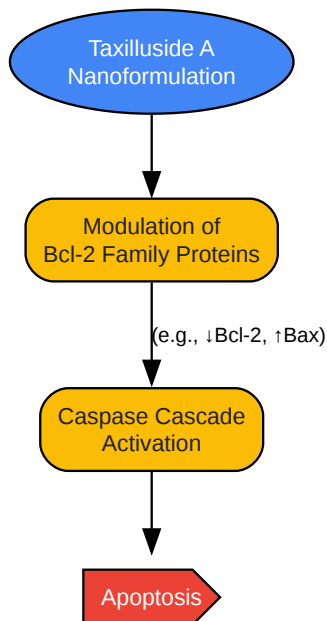 Taxilluside A
Nanoformulation
Modulation of
Bcl-2 Family Proteins
(e.g., ↓Bcl-2, ↑Bax)
Caspase Cascade
Activation
Apoptosis